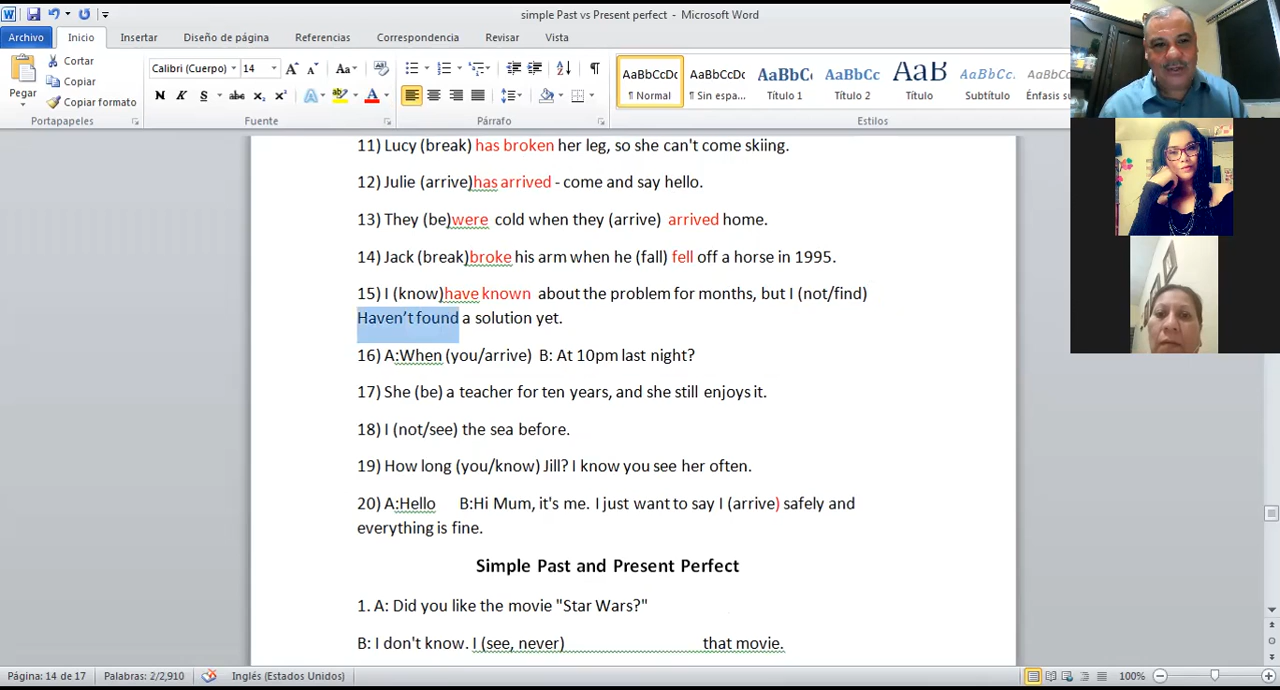 simple Past vs Present perfect - Microsoft Word
Archivo Inicio Insertar Diseño de página Referencias Correspondencia Revisar Vista
Cortar
Copiar
Copiar formato
Pegar
Portapapeles
Calibri (Cuerpo) 14
Fuente
Párrafo
AaBbCcDc AaBbCcDc AaBbC AaBbCc AaB AaBbCc. AaBbCc
¶ Normal ¶ Sin espa... Título 1 Título 2 Título Subtítulo Énfasis su
Estilos
11) Lucy (break) has broken her leg, so she can't come skiing.
12) Julie (arrive)has arrived - come and say hello.
13) They (be)were cold when they (arrive) arrived home.
14) Jack (break)broke his arm when he (fall) fell off a horse in 1995.
15) I (know)have known about the problem for months, but I (not/find)
Haven’t found a solution yet.
16) A:When (you/arrive) B: At 10pm last night?
17) She (be) a teacher for ten years, and she still enjoys it.
18) I (not/see) the sea before.
19) How long (you/know) Jill? I know you see her often.
20) A:Hello B:Hi Mum, it's me. I just want to say I (arrive) safely and
everything is fine.
Simple Past and Present Perfect
1. A: Did you like the movie "Star Wars?"
B: I don't know. I (see, never) that movie.
Página: 14 de 17 Palabras: 2/2,910 Inglés (Estados Unidos) 100%